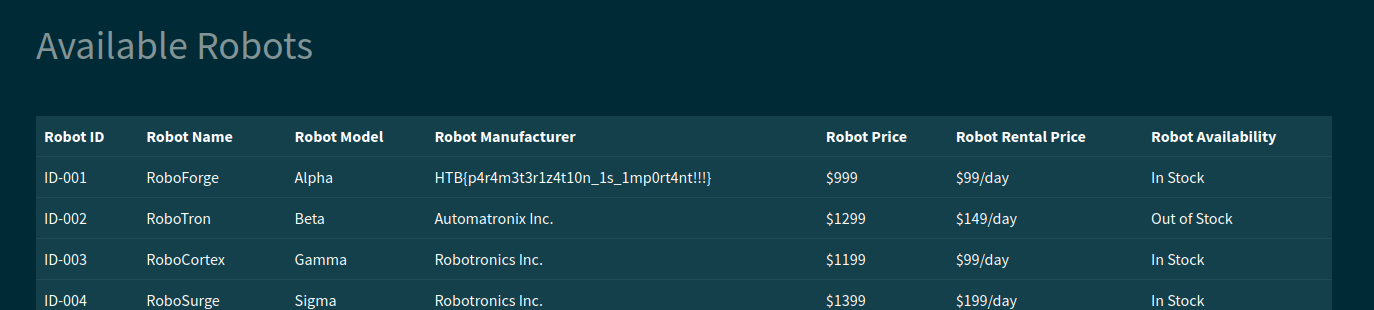 Available Robots
Robot ID Robot Name Robot Model Robot Manufacturer Robot Price Robot Rental Price Robot Availability
ID-001 RoboForge Alpha HTB{p4r4m3t3r1z4t10n_1s_1mp0rt4nt!!!} $999 $99/day In Stock
ID-002 RoboTron Beta Automatronix Inc. $1299 $149/day Out of Stock
ID-003 RoboCortex Gamma Robotronics Inc. $1199 $99/day In Stock
ID-004 RoboSurge Sigma Robotronics Inc. $1399 $199/day In Stock